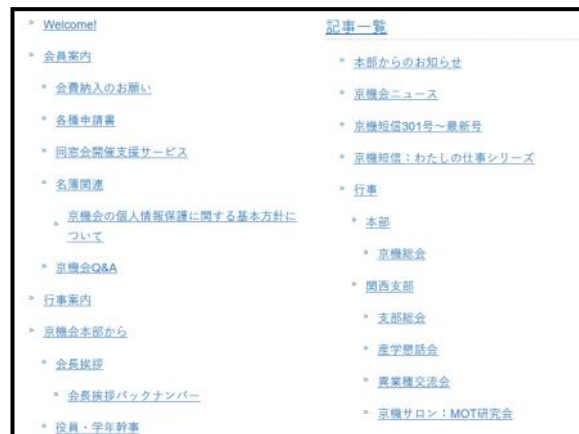 Welcome!
会員案内
会費納入のお願い
各種申請書
同窓会開催支援サービス
名簿関連
京機会の個人情報保護に関する基本方針に
ついて
京機会Q&A
行事案内
京機会本部から
会長挨拶
会長挨拶バックナンバー
役員・学年幹事
記事一覧
本部からのお知らせ
京機会ニュース
京機短信301号～最新号
京機短信：わたしの仕事シリーズ
行事
本部
京機総会
関西支部
支部総会
産学懇話会
異業種交流会
京機サロン：MOT研究会